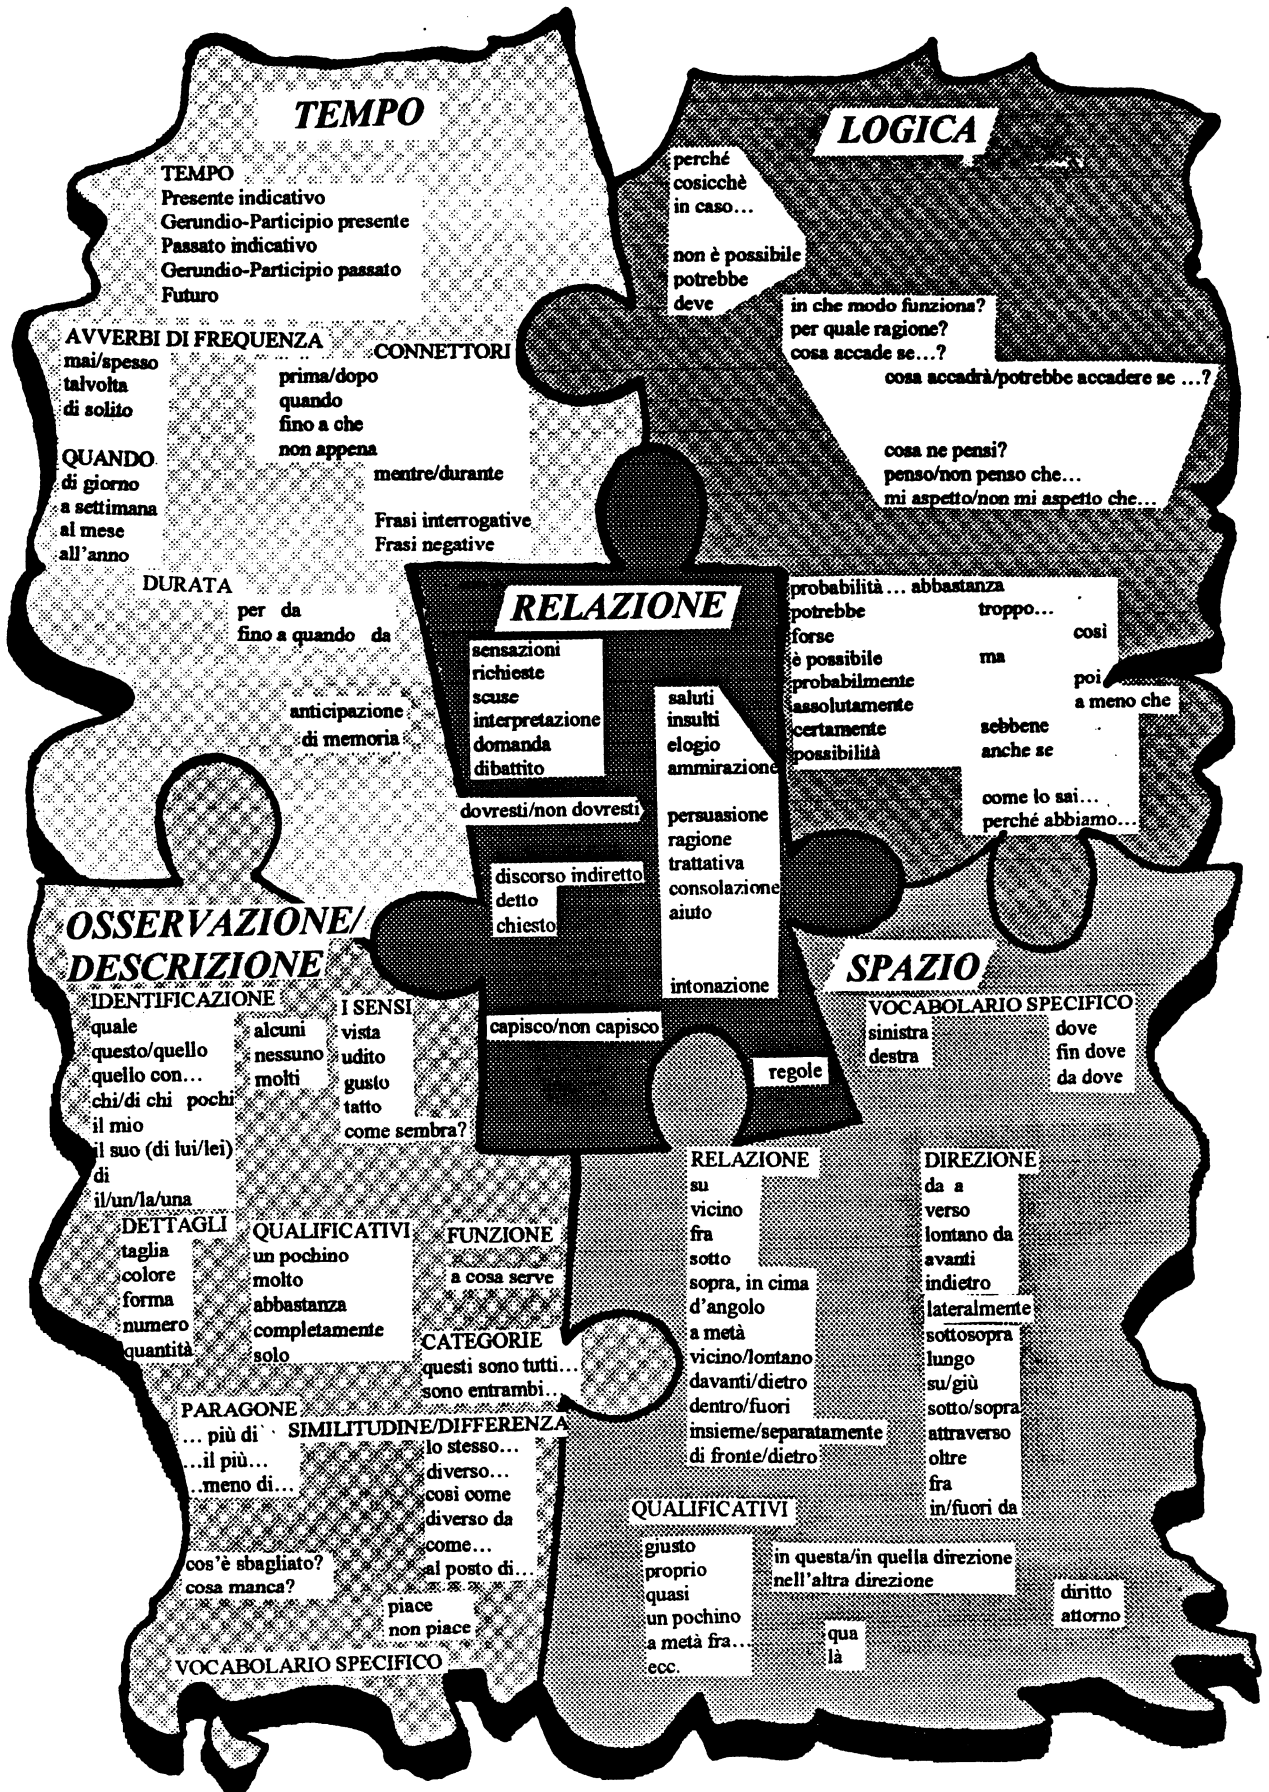 TEMPO
TEMPO
Presente indicativo
Gerundio-Participio presente
Passato indicativo
Gerundio-Participio passato
Futuro
AVVERBI DI FREQUENZA
mai/spesso
talvolta
di solito
CONNETTORI
prima/dopo
quando
fino a che
non appena
mentre/durante
Frasi interrogative
Frasi negative
QUANDO
di giorno
a settimana
al mese
all'anno
DURATA
per da
fino a quando da
anticipazione
di memoria
LOGICA
perché
cosicchè
in caso…
non è possibile
potrebbe
deve
in che modo funziona?
per quale ragione?
cosa accade se…?
cosa accadrà/potrebbe accadere se …?
cosa ne pensi?
penso/non penso che…
mi aspetto/non mi aspetto che…
probabilità… abbastanza
potrebbe troppo…
forse così
è possibile ma
probabilmente poi
assolutamente a meno che
certamente sebbene
possibilità anche se
come lo sai…
perché abbiamo…
RELAZIONE
sensazioni
richieste
scuse
interpretazione
domanda
dibattito
dovresti/non dovresti
discorso indiretto
detto
chiesto
saluti
insulti
elogio
ammirazione
persuasione
ragione
trattativa
consolazione
aiuto
intonazione
capisco/non capisco
regole
OSSERVAZIONE/
DESCRIZIONE
IDENTIFICAZIONE
quale
questo/quello
quello con…
chi/di chi pochi
il mio
il suo (di lui/lei)
di
il/un/la/una
alcuni
nessuno
molti
I SENSI
vista
udito
gusto
tatto
come sembra?
DETTAGLI
taglia
colore
forma
numero
quantità
QUALIFICATIVI
un pochino
molto
abbastanza
completamente
solo
FUNZIONE
a cosa serve
CATEGORIE
questi sono tutti…
sono entrambi…
PARAGONE
… più di
…il più…
…meno di…
SIMILITUDINE/DIFFERENZA
lo stesso…
diverso…
così come
diverso da
come…
al posto di…
cos'è sbagliato?
cosa manca?
piace
non piace
VOCABOLARIO SPECIFICO
SPAZIO
VOCABOLARIO SPECIFICO
sinistra
destra
dove
fin dove
da dove
RELAZIONE
su
vicino
fra
sotto
sopra, in cima
d'angolo
a metà
vicino/lontano
davanti/dietro
dentro/fuori
insieme/separatamente
di fronte/dietro
DIREZIONE
da a
verso
lontano da
avanti
indietro
lateralmente
sottosopra
lungo
su/giù
sotto/sopra
attraverso
oltre
fra
in/fuori da
QUALIFICATIVI
giusto
proprio
quasi
un pochino
a metà fra…
ecc.
in questa/in quella direzione
nell'altra direzione
qua
là
diritto
attorno